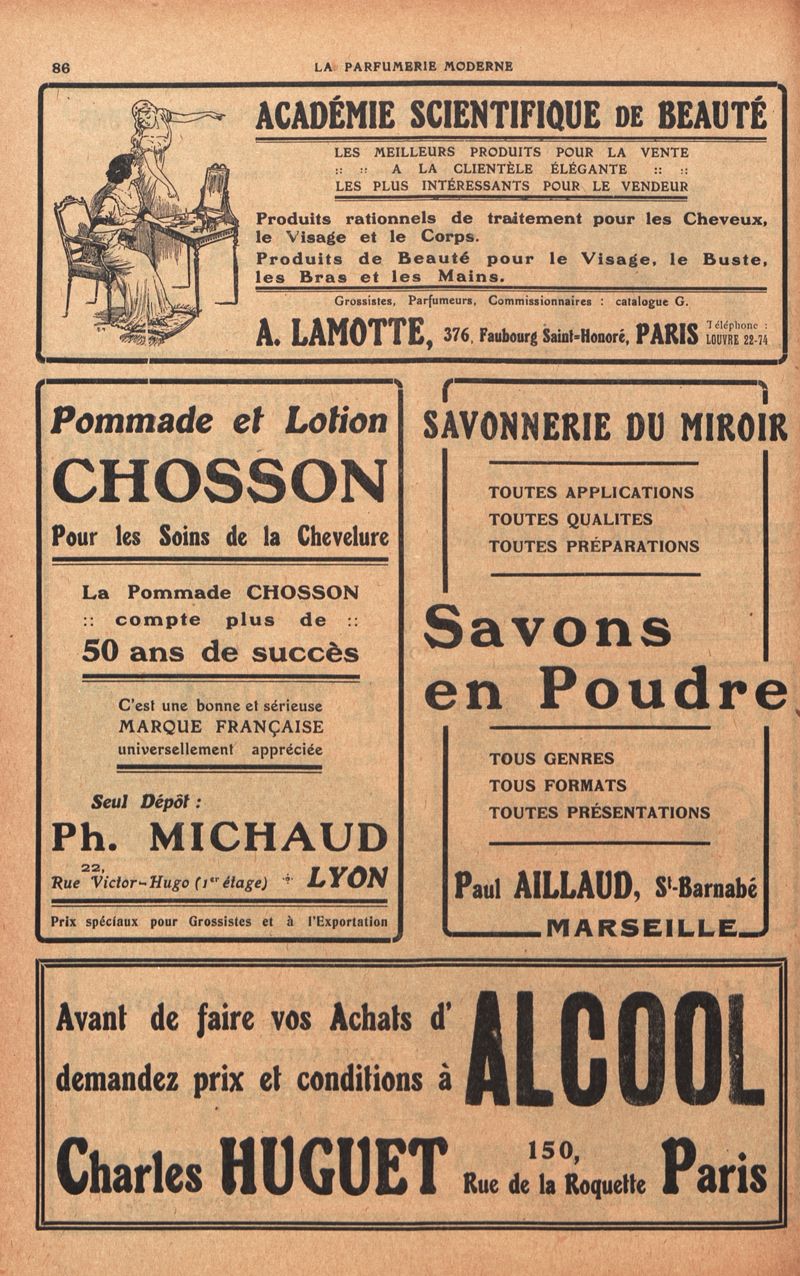 86
LA PARFUMERIE MODERNE
ACADÉMIE SCIENTIFIQUE DE BEAUTÉ
LES MEILLEURS PRODUITS POUR LA VENTE
:: :: A LA CLIENTÈLE ÉLÉGANTE :: ::
LES PLUS INTÉRESSANTS POUR LE VENDEUR
Produits rationnels de traitement pour les Cheveux,
le Visage et le Corps.
Produits de Beauté pour le Visage, le Buste,
les Bras et les Mains.
Grossistes, Parfumeurs, Commissionnaires : catalogue G.
A. LAMOTTE, 376, Faubourg Saint-Honoré, PARIS Téléphone : LOUVRE 22-74
Pommade et Lotion
CHOSSON
Pour les Soins de la Chevelure
La Pommade CHOSSON
:: compte plus de ::
50 ans de succès
C'est une bonne et sérieuse
MARQUE FRANÇAISE
universellement appréciée
Seul Dépôt :
Ph. MICHAUD
22, Rue Victor-Hugo (1er étage) + LYON
Prix spéciaux pour Grossistes et à l'Exportation
SAVONNERIE DU MIROIR
TOUTES APPLICATIONS
TOUTES QUALITES
TOUTES PRÉPARATIONS
Savons
en Poudre
TOUS GENRES
TOUS FORMATS
TOUTES PRÉSENTATIONS
Paul AILLAUD, St-Barnabé
MARSEILLE
Avant de faire vos Achats d' ALCOOL
demandez prix et conditions à
Charles HUGUET 150, Rue de la Roquette Paris